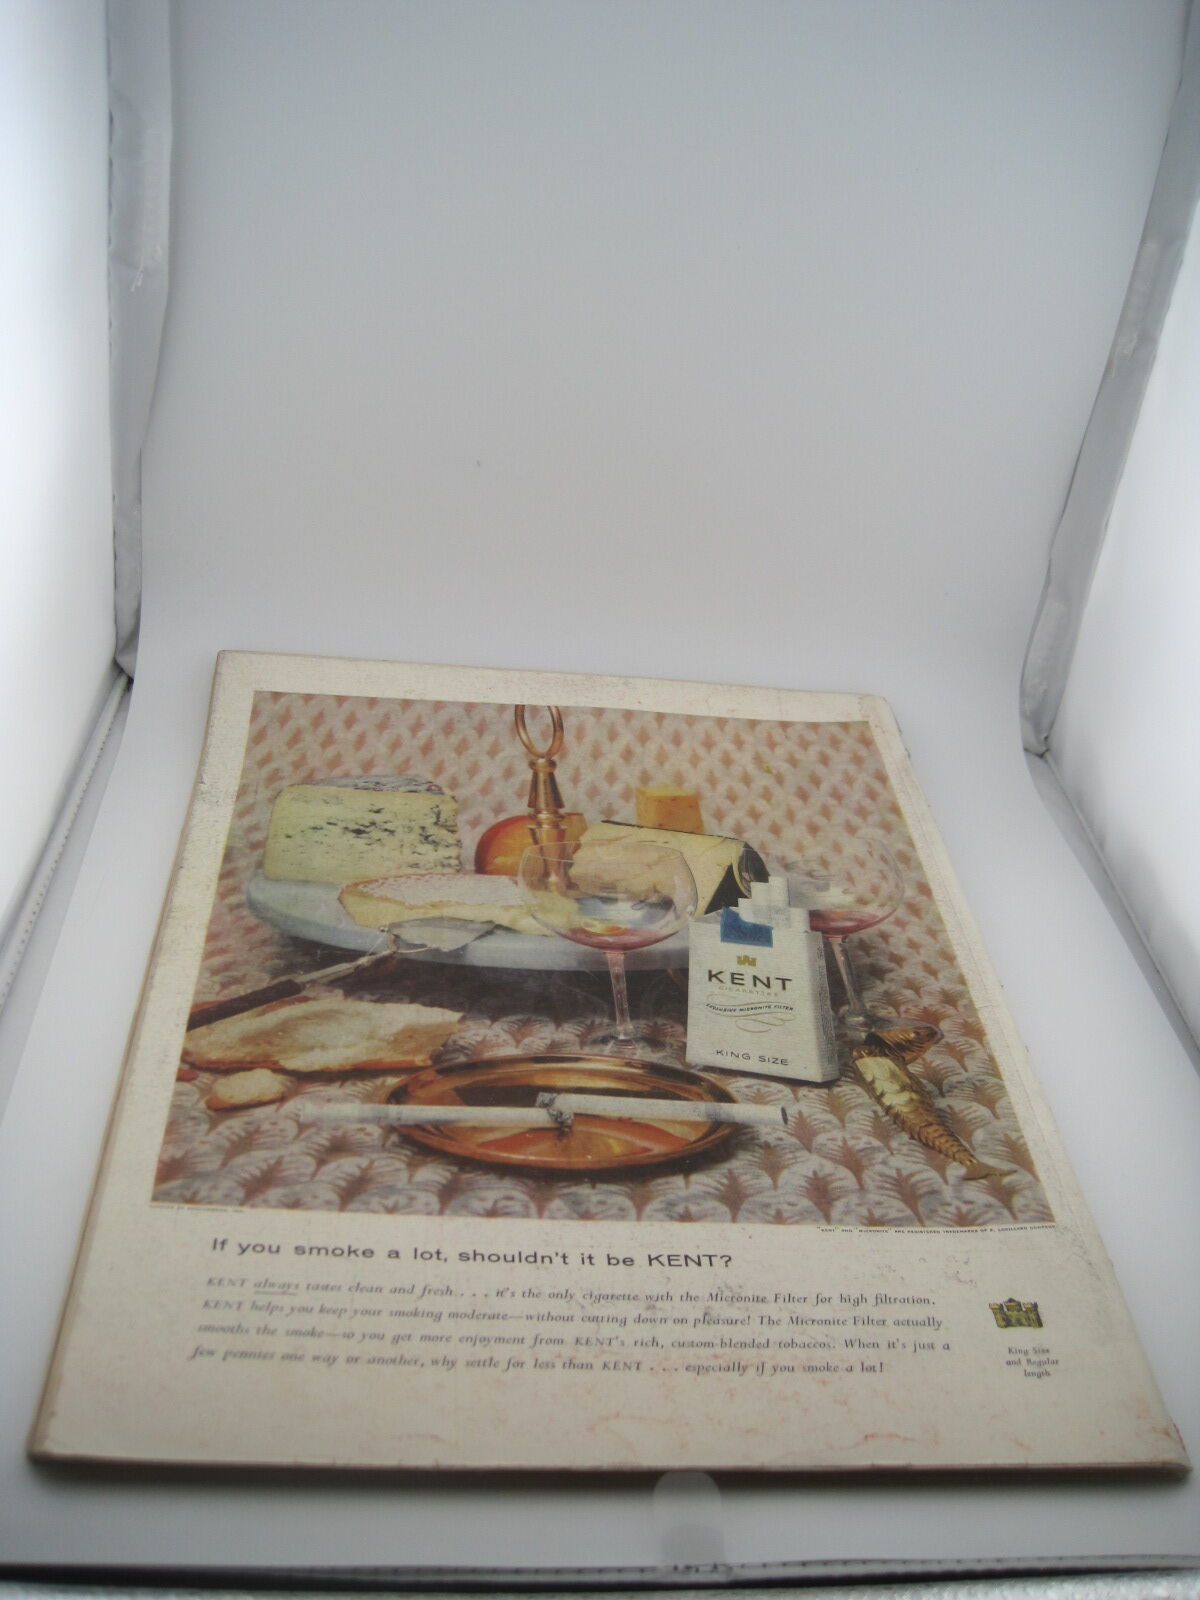 KENT
CIGARETTES
EXCLUSIVE MICRONITE FILTER
KING SIZE
"KENT" AND "MICRONITE" ARE REGISTERED TRADEMARKS OF P. LORILLARD COMPANY
If you smoke a lot, shouldn't it be KENT?
KENT always tastes clean and fresh . . . it's the only cigarette with the Micronite Filter for high filtration.
KENT helps you keep your smoking moderate—without cutting down on pleasure! The Micronite Filter actually
smooths the smoke—so you get more enjoyment from KENT's rich, custom-blended tobaccos. When it's just a
few pennies one way or another, why settle for less than KENT . . . especially if you smoke a lot!
King Size
and Regular
length